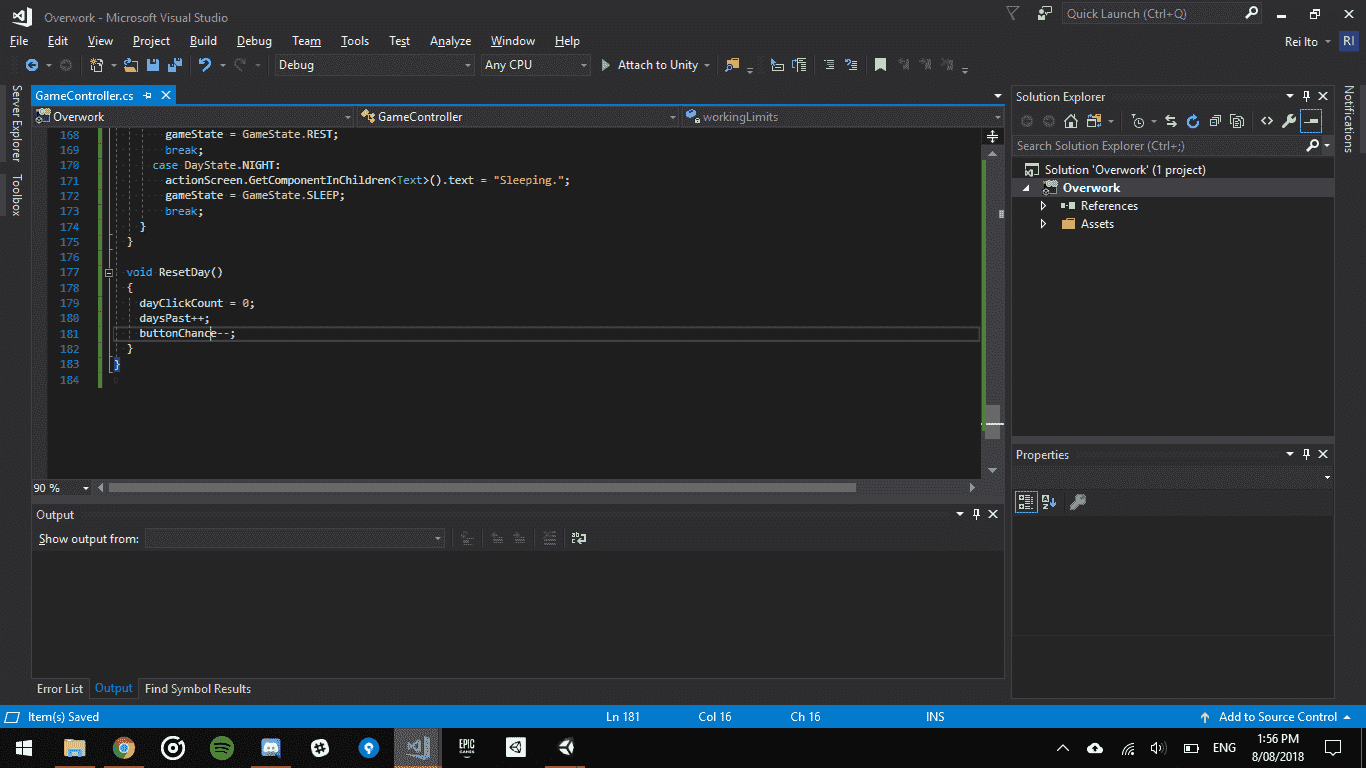 Overwork - Microsoft Visual Studio
Quick Launch (Ctrl+Q)
File Edit View Project Build Debug Team Tools Test Analyze Window Help
Rei Ito
RI
Debug
Any CPU
Attach to Unity
Server Explorer
Toolbox
GameController.cs
Overwork
GameController
workingLimits
168 gameState = GameState.REST;
169 break;
170 case DayState.NIGHT:
171 actionScreen.GetComponentInChildren<Text>().text = "Sleeping.";
172 gameState = GameState.SLEEP;
173 break;
174 }
175 }
176
177 void ResetDay()
178 {
179 dayClickCount = 0;
180 daysPast++;
181 buttonChance--;
182 }
183 }
184
90 %
Output
Show output from:
Error List Output Find Symbol Results
Solution Explorer
Search Solution Explorer (Ctrl+;)
Solution 'Overwork' (1 project)
Overwork
References
Assets
Properties
Notifications
Item(s) Saved
Ln 181
Col 16
Ch 16
INS
Add to Source Control
EPIC
GAMES
ENG
1:56 PM
8/08/2018